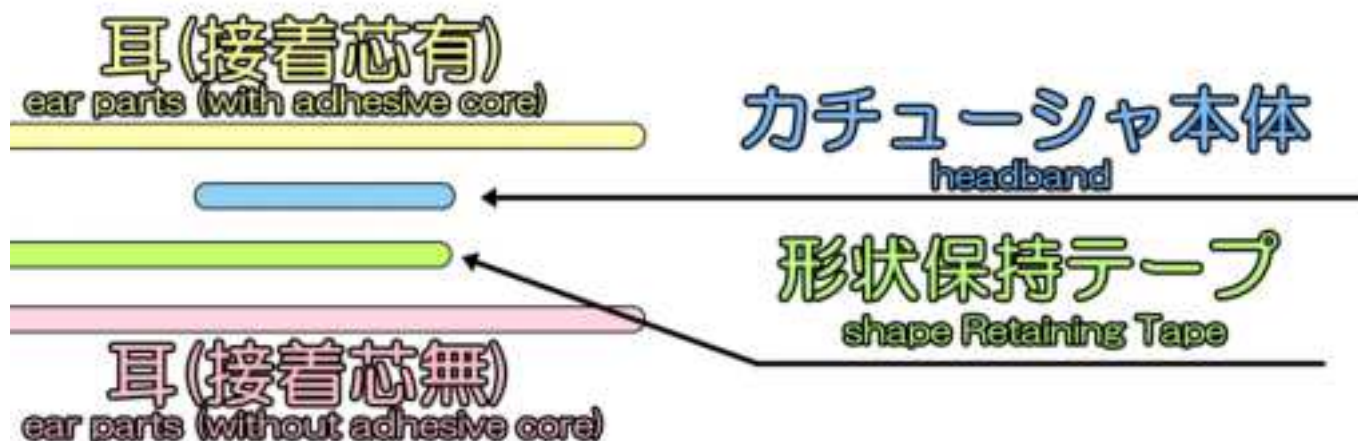 耳(接着芯有)
ear parts (with adhesive core)
カチューシャ本体
headband
形状保持テープ
shape Retaining Tape
耳(接着芯無)
ear parts (without adhesive core)